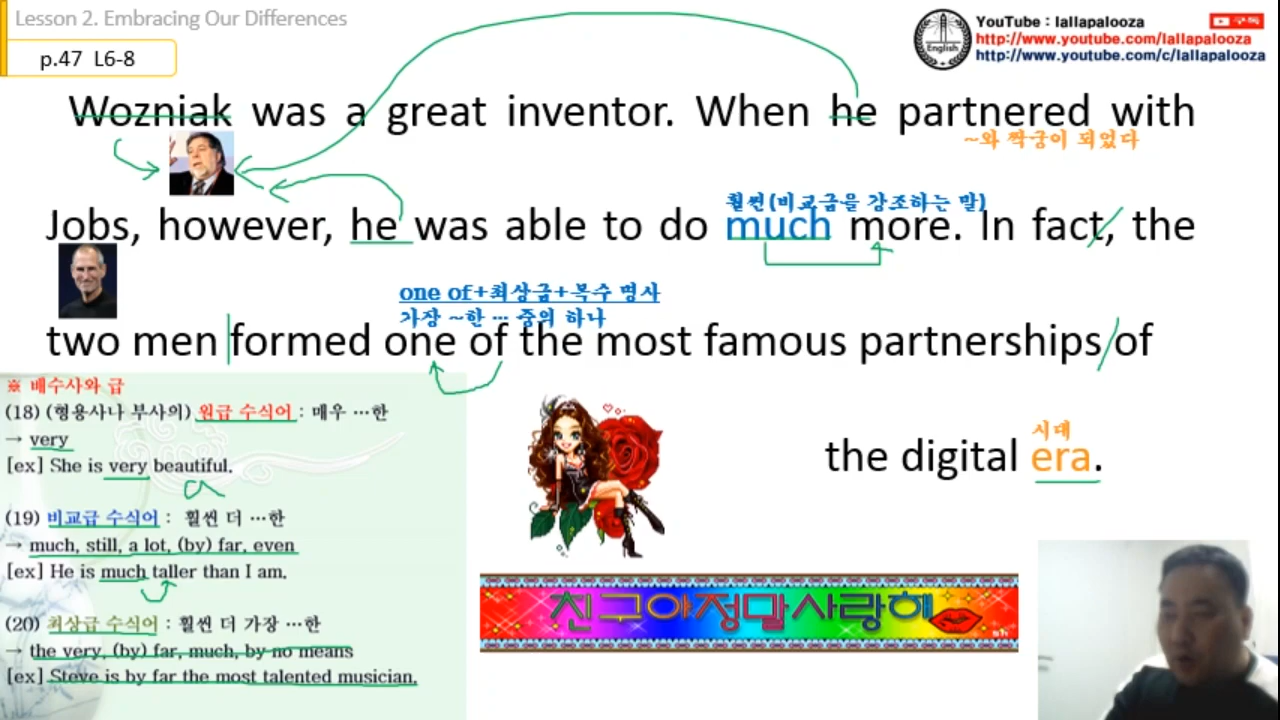 Lesson 2. Embracing Our Differences
p.47 L6-8
English
YouTube : lallapalooza
구독
http://www.youtube.com/lallapalooza
http://www.youtube.com/c/lallapalooza
Wozniak was a great inventor. When he partnered with
~와 짝궁이 되었다
훨씬(비교급을 강조하는 말)
Jobs, however, he was able to do much more. In fact, the
one of+최상급+복수 명사
가장 ~한 … 중의 하나
two men formed one of the most famous partnerships of
시대
the digital era.
※ 배수사와 급
(18) (형용사나 부사의) 원급 수식어 : 매우 …한
→ very
[ex] She is very beautiful.
(19) 비교급 수식어 : 훨씬 더 …한
→ much, still, a lot, (by) far, even
[ex] He is much taller than I am.
(20) 최상급 수식어 : 훨씬 더 가장 …한
→ the very, (by) far, much, by no means
[ex] Steve is by far the most talented musician.
친구야정말사랑해